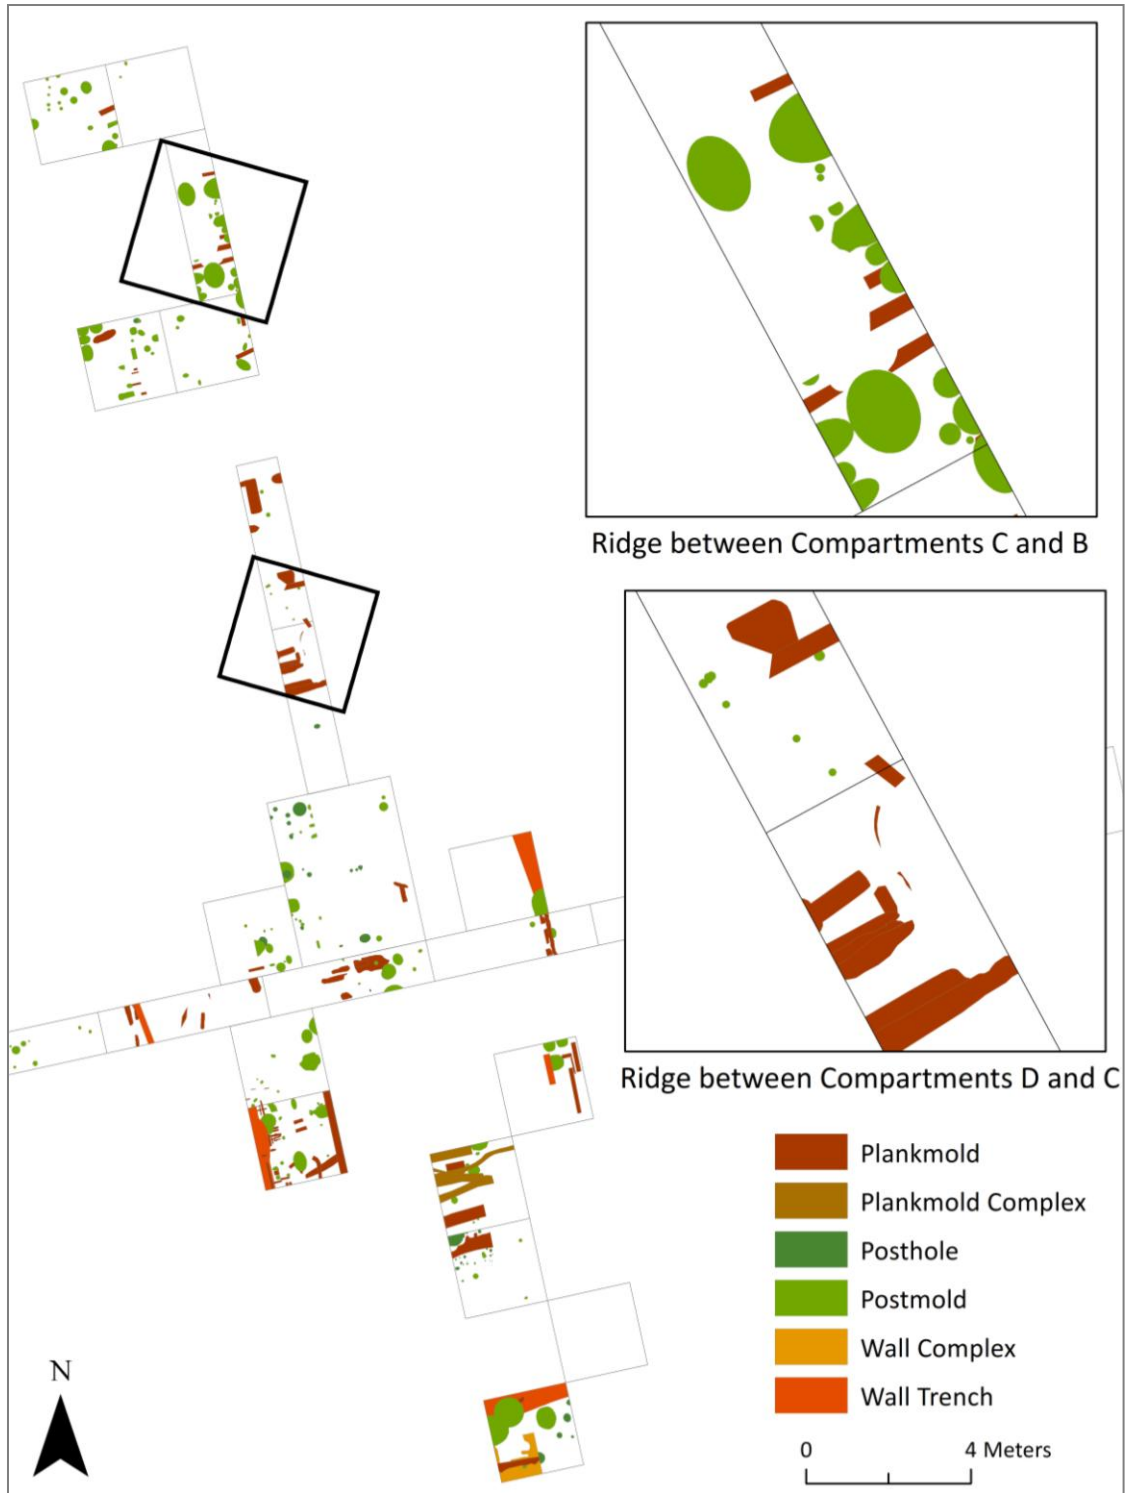 Ridge between Compartments C and B
Ridge between Compartments D and C
Plankmold
Plankmold Complex
Posthole
Postmold
Wall Complex
Wall Trench
N
0 4 Meters